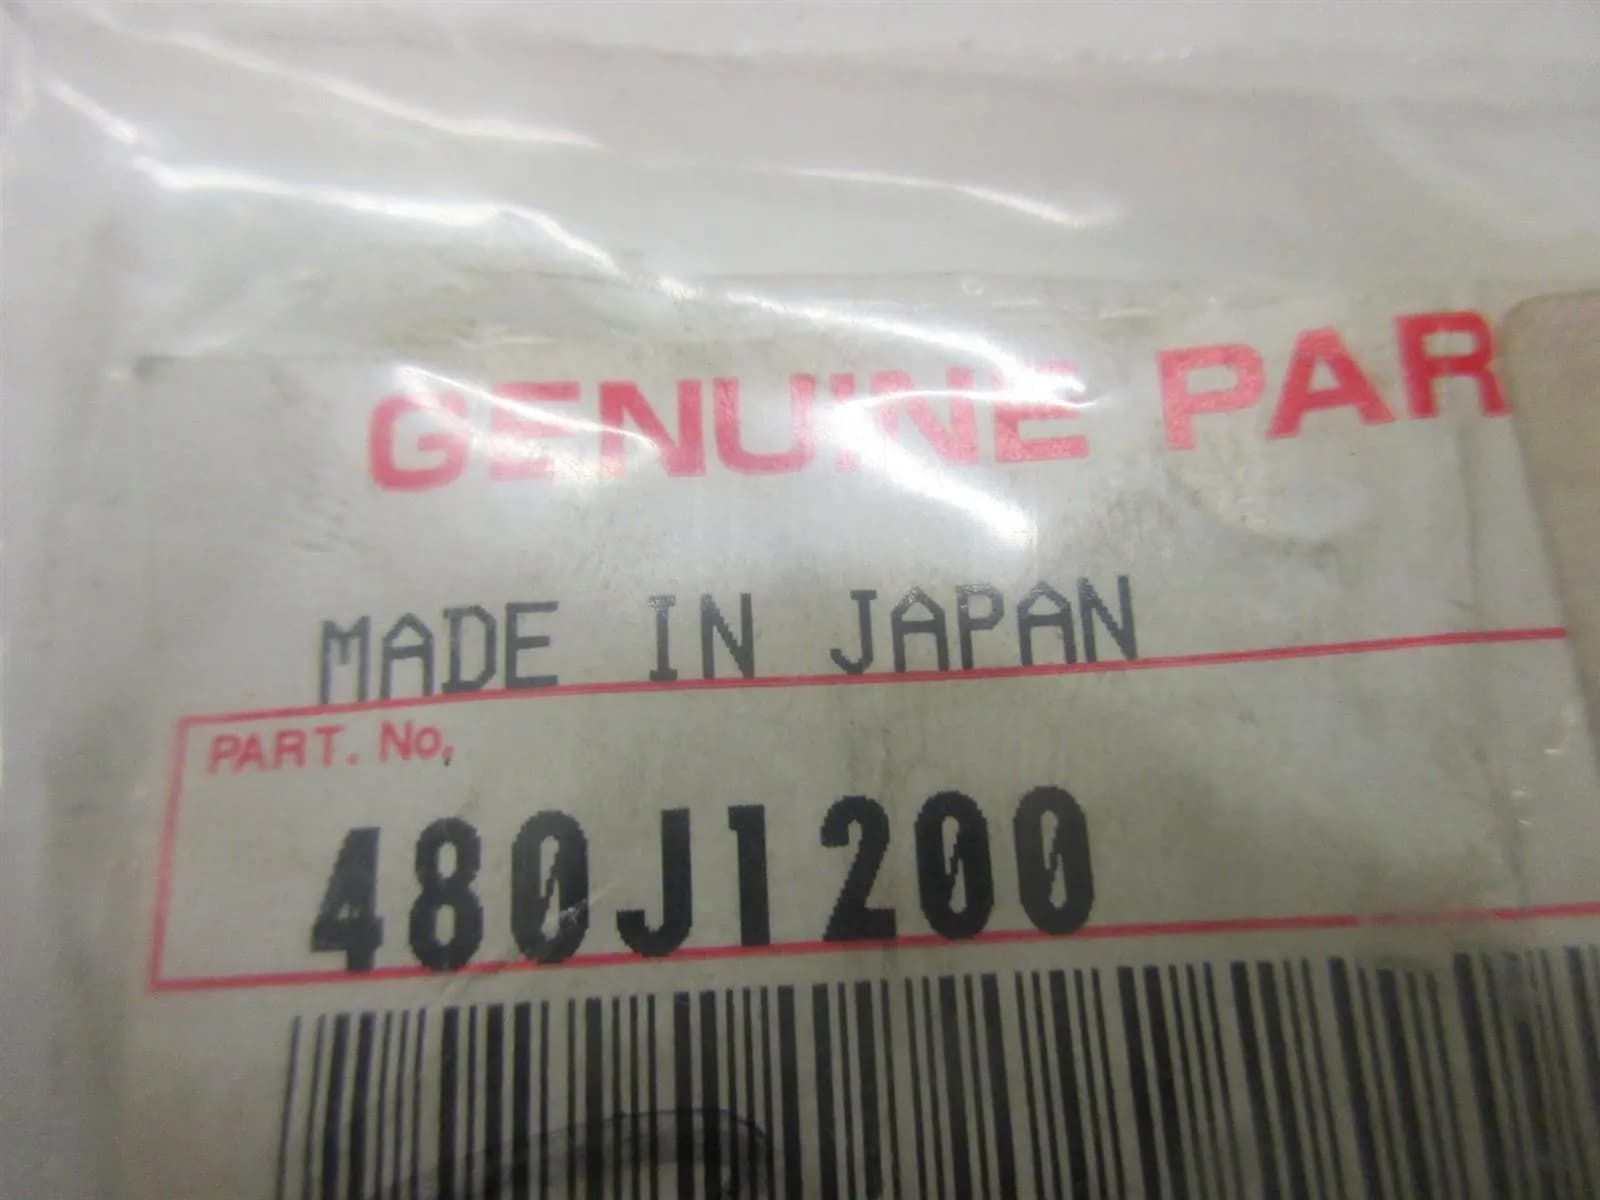 GENUINE PAR
MADE IN JAPAN
PART. No.
480J1200